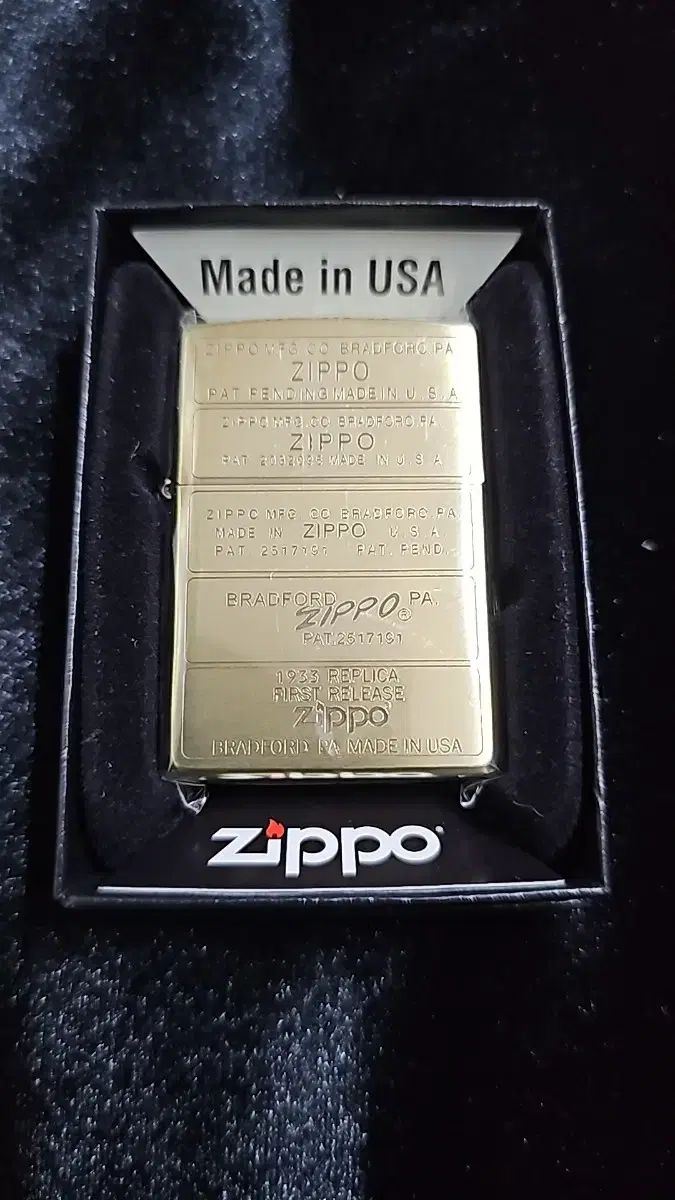 Made in USA
ZIPPO MFG. CO. BRADFORD, PA.
ZIPPO
PAT. PENDING MADE IN U.S.A.
ZIPPO MFG. CO. BRADFORD, PA.
ZIPPO
PAT. 2032695 MADE IN U.S.A.
ZIPPO MFG. CO. BRADFORD, PA.
MADE IN ZIPPO U.S.A.
PAT. 2517191 PAT. PEND.
BRADFORD, ZIPPO® PA.
PAT. 2517191
1933 REPLICA
FIRST RELEASE
Zippo
BRADFORD PA MADE IN USA
zippo